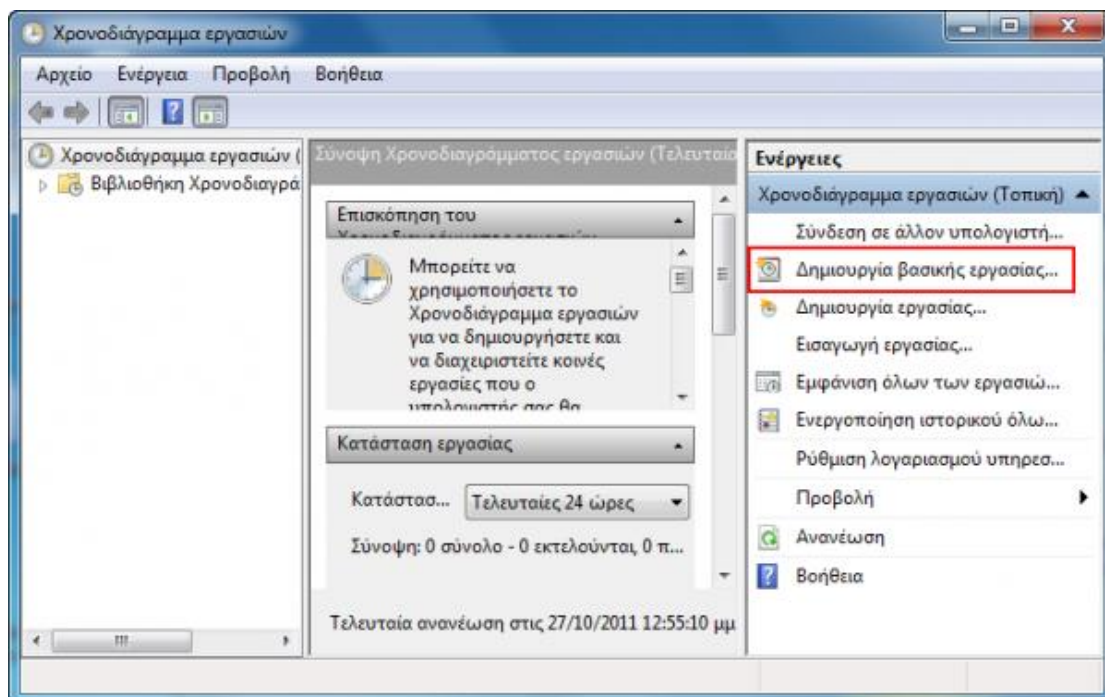 Χρονοδιάγραμμα εργασιών
Αρχείο Ενέργεια Προβολή Βοήθεια
Χρονοδιάγραμμα εργασιών (
Βιβλιοθήκη Χρονοδιαγρά
Σύνοψη Χρονοδιαγράμματος εργασιών (Τελευταία
Επισκόπηση του
Μπορείτε να
χρησιμοποιήσετε το
Χρονοδιάγραμμα εργασιών
για να δημιουργήσετε και
να διαχειριστείτε κοινές
εργασίες που ο
υπολογιστής σας θα
Κατάσταση εργασίας
Κατάστασ... Τελευταίες 24 ώρες
Σύνοψη: 0 σύνολο - 0 εκτελούνται, 0 π...
Τελευταία ανανέωση στις 27/10/2011 12:55:10 μμ
Ενέργειες
Χρονοδιάγραμμα εργασιών (Τοπική)
Σύνδεση σε άλλον υπολογιστή...
Δημιουργία βασικής εργασίας...
Δημιουργία εργασίας...
Εισαγωγή εργασίας...
Εμφάνιση όλων των εργασιώ...
Ενεργοποίηση ιστορικού όλω...
Ρύθμιση λογαριασμού υπηρεσ...
Προβολή
Ανανέωση
Βοήθεια